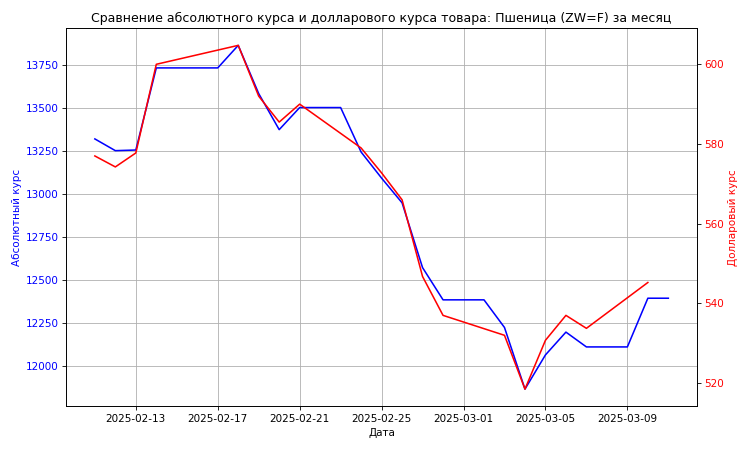 Сравнение абсолютного курса и долларового курса товара: Пшеница (ZW=F) за месяц
13750
13500
13250
13000
12750
12500
12250
12000
Абсолютный курс
600
580
560
540
520
Долларовый курс
2025-02-13 2025-02-17 2025-02-21 2025-02-25 2025-03-01 2025-03-05 2025-03-09
Дата